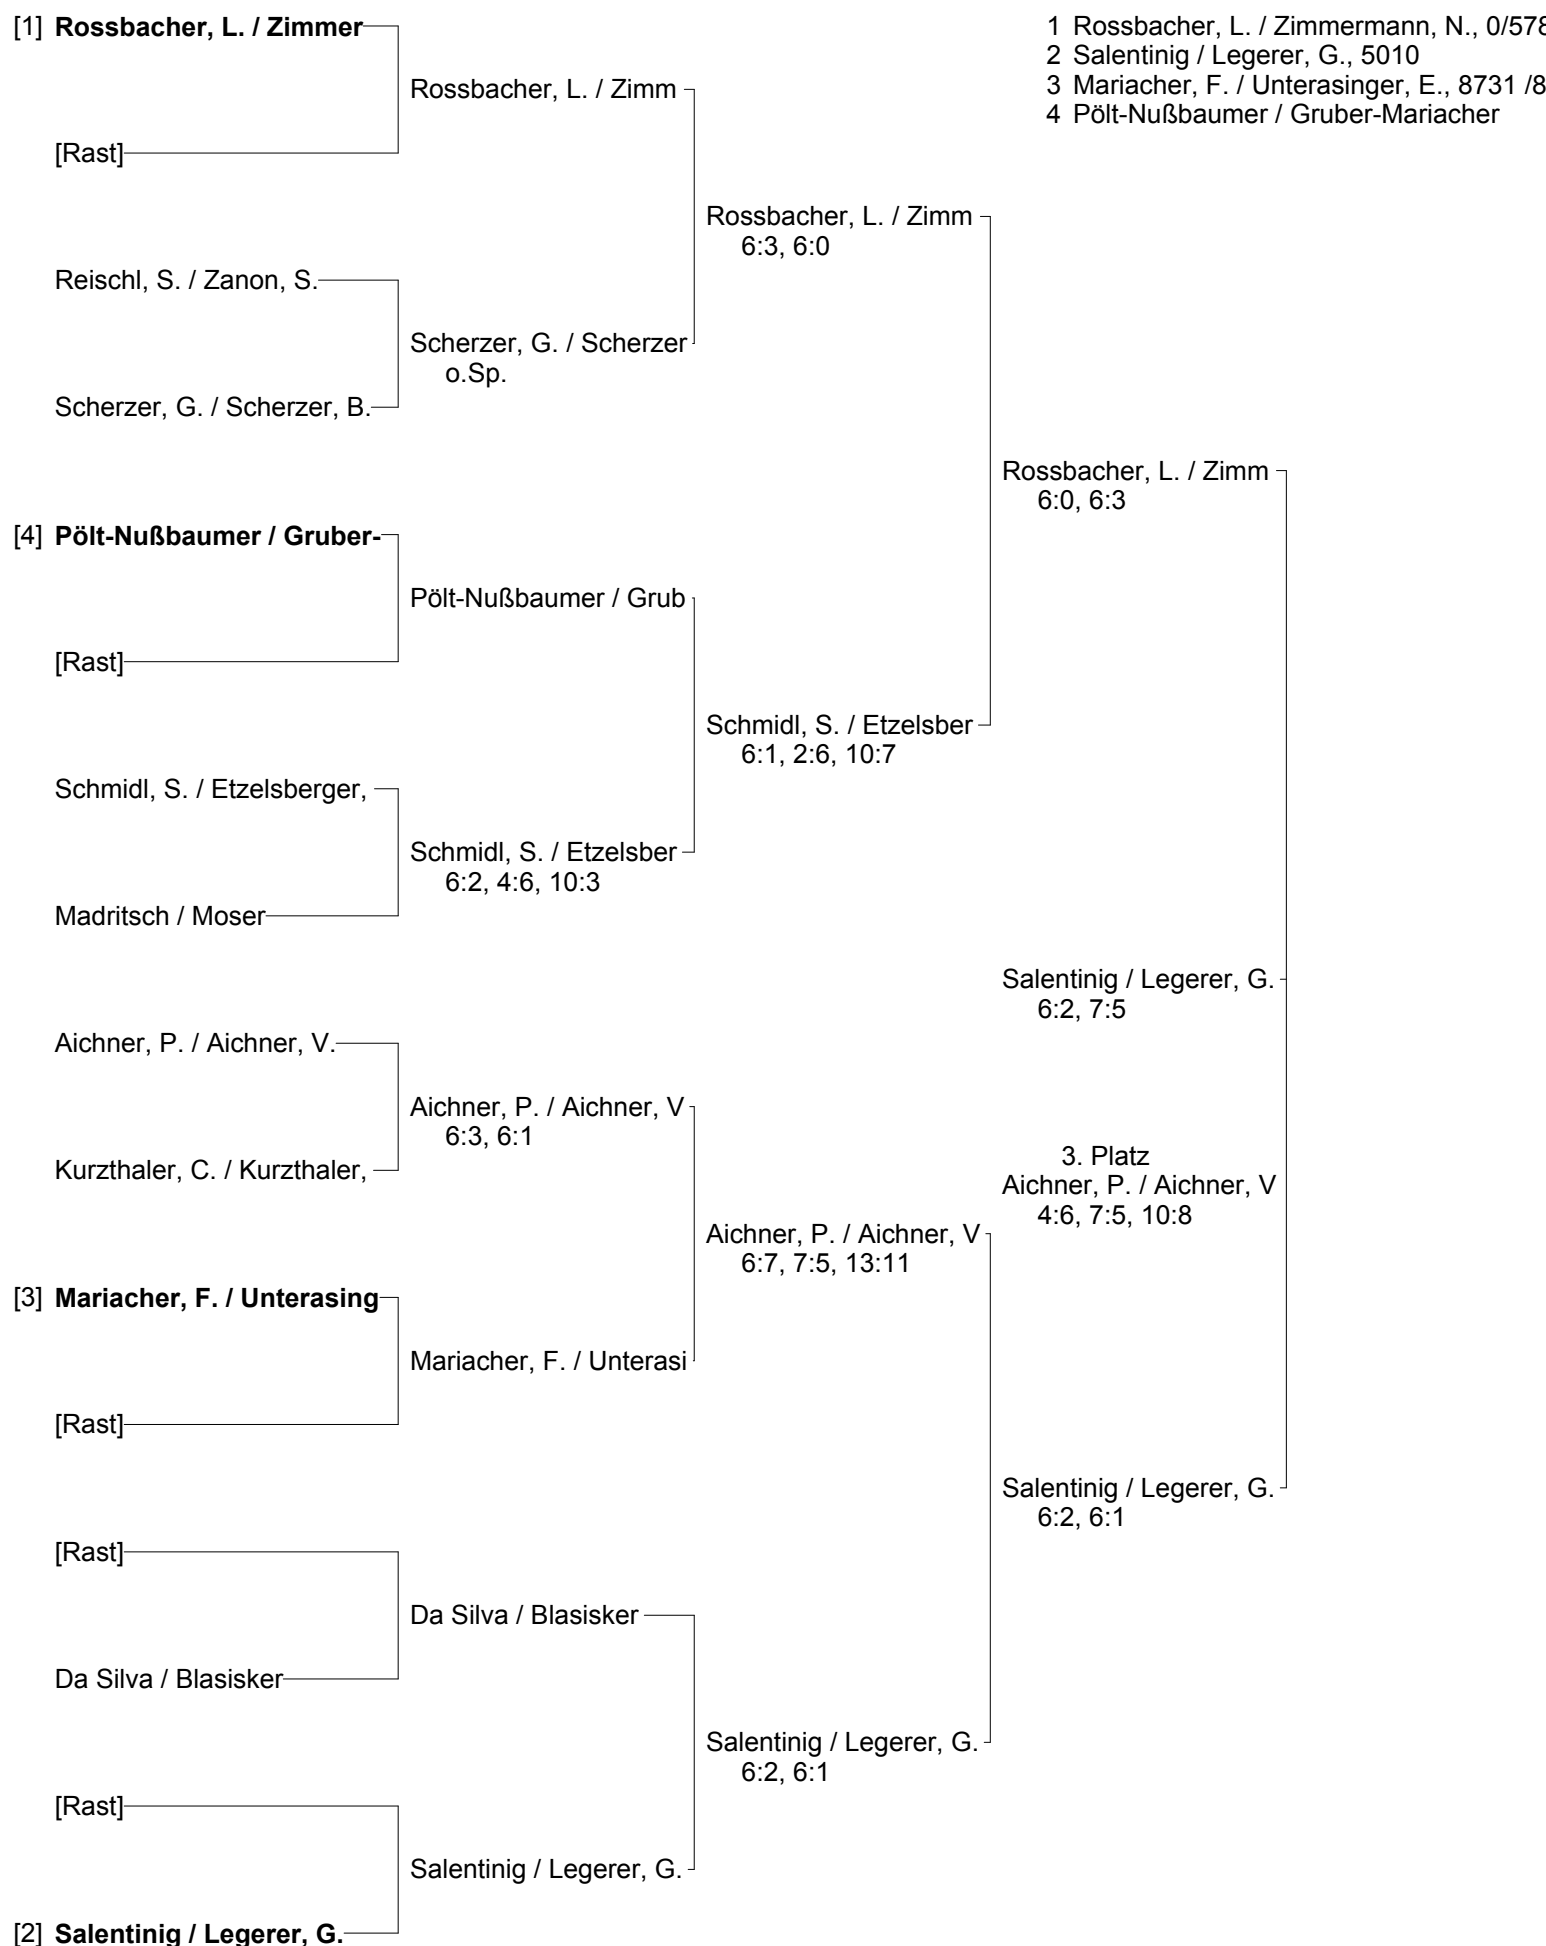 [1] Rossbacher, L. / Zimmer
1 Rossbacher, L. / Zimmermann, N., 0/578
2 Salentinig / Legerer, G., 5010
3 Mariacher, F. / Unterasinger, E., 8731 /8
4 Pölt-Nußbaumer / Gruber-Mariacher
Rossbacher, L. / Zimm
[Rast]
Rossbacher, L. / Zimm
6:3, 6:0
Reischl, S. / Zanon, S.
Scherzer, G. / Scherzer
o.Sp.
Scherzer, G. / Scherzer, B.
Rossbacher, L. / Zimm
6:0, 6:3
[4] Pölt-Nußbaumer / Gruber-
Pölt-Nußbaumer / Grub
[Rast]
Schmidl, S. / Etzelsber
6:1, 2:6, 10:7
Schmidl, S. / Etzelsberger,
Schmidl, S. / Etzelsber
6:2, 4:6, 10:3
Madritsch / Moser
Salentinig / Legerer, G.
6:2, 7:5
Aichner, P. / Aichner, V.
Aichner, P. / Aichner, V
6:3, 6:1
Kurzthaler, C. / Kurzthaler,
3. Platz
Aichner, P. / Aichner, V
4:6, 7:5, 10:8
Aichner, P. / Aichner, V
6:7, 7:5, 13:11
[3] Mariacher, F. / Unterasing
Mariacher, F. / Unterasi
[Rast]
Salentinig / Legerer, G.
6:2, 6:1
[Rast]
Da Silva / Blasisker
Da Silva / Blasisker
Salentinig / Legerer, G.
6:2, 6:1
[Rast]
Salentinig / Legerer, G.
[2] Salentinig / Legerer, G.